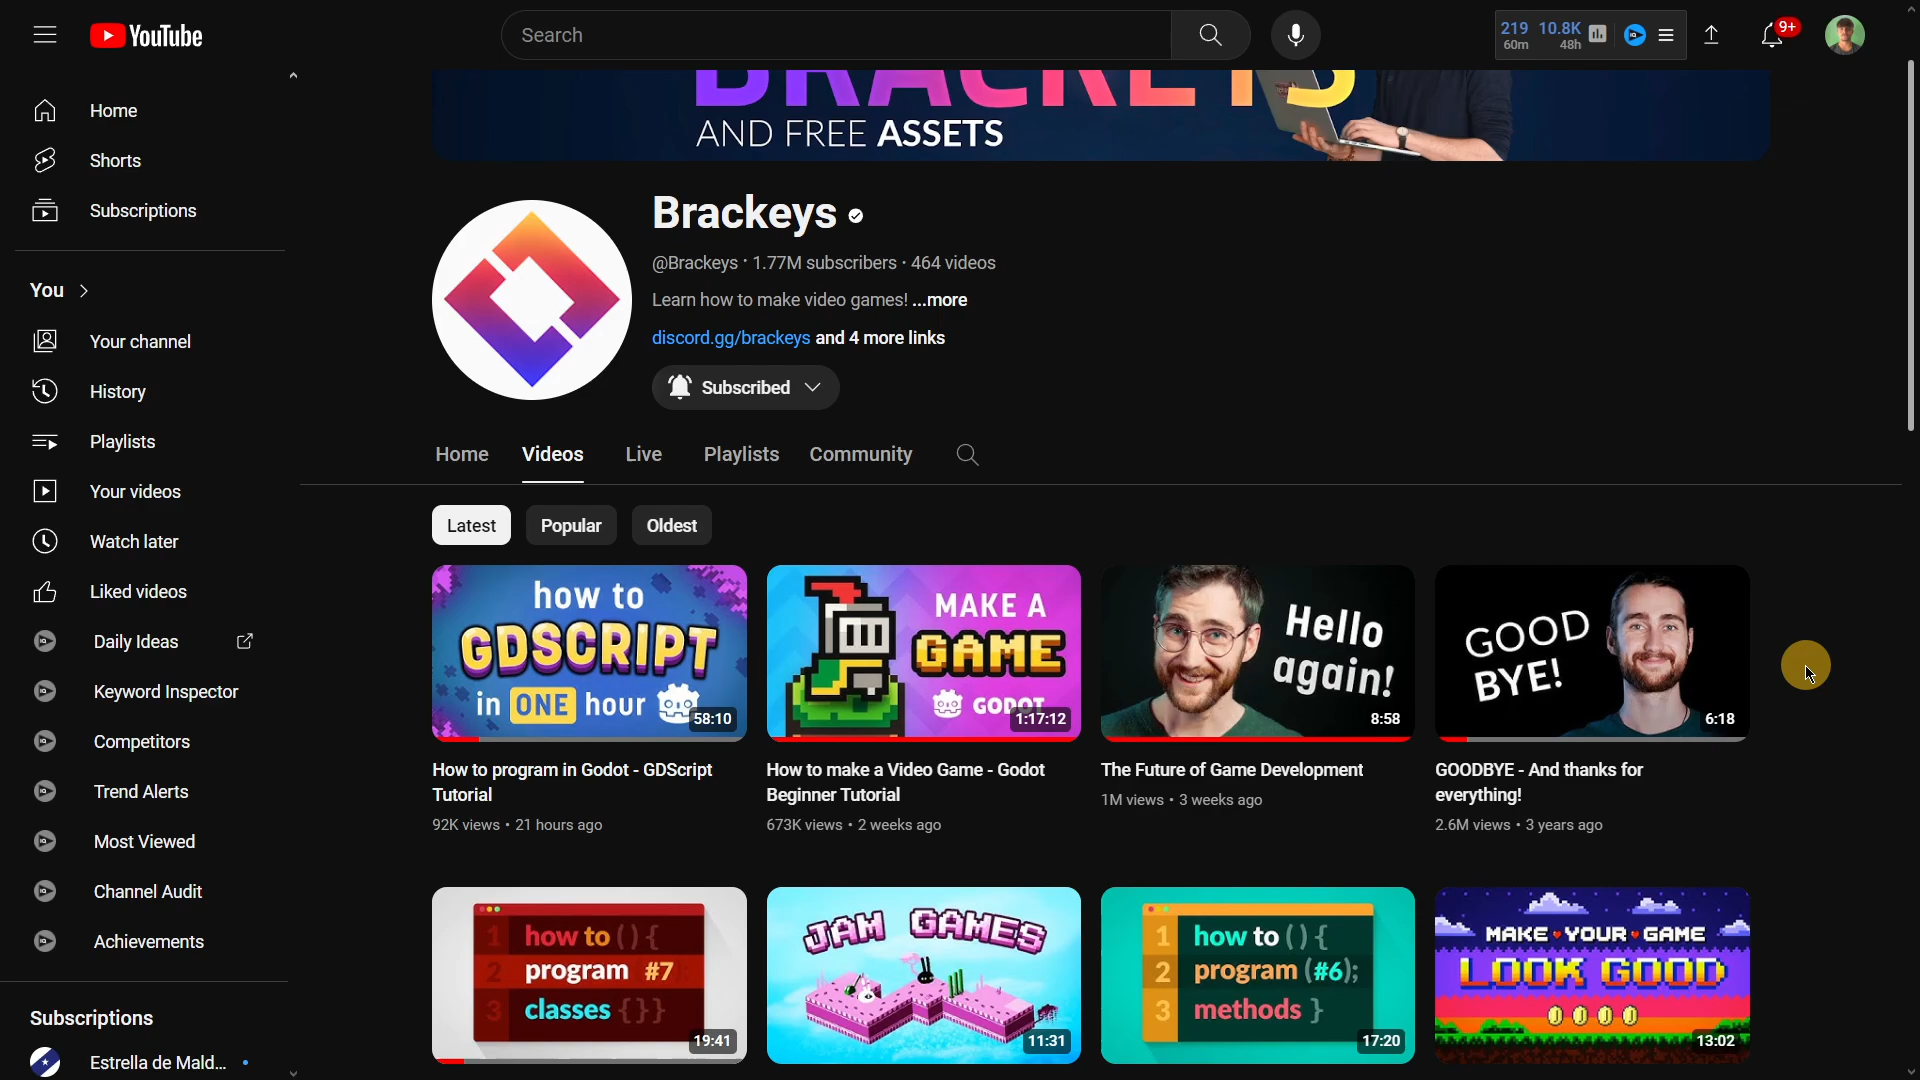 YouTube
Search
219 10.8K
60m 48h
9+
Home
Shorts
Subscriptions
You
Your channel
History
Playlists
Your videos
Watch later
Liked videos
Daily Ideas
Keyword Inspector
Competitors
Trend Alerts
Most Viewed
Channel Audit
Achievements
Subscriptions
Estrella de Mald...
BRACKEYS
AND FREE ASSETS
Brackeys
@Brackeys · 1.77M subscribers · 464 videos
Learn how to make video games! ...more
discord.gg/brackeys and 4 more links
Subscribed
Home Videos Live Playlists Community
Latest Popular Oldest
how to
GDSCRIPT
in ONE hour
58:10
How to program in Godot - GDScript
Tutorial
92K views · 21 hours ago
MAKE A
GAME
GODOT
1:17:12
How to make a Video Game - Godot
Beginner Tutorial
673K views · 2 weeks ago
Hello
again!
8:58
The Future of Game Development
1M views · 3 weeks ago
GOOD
BYE!
6:18
GOODBYE - And thanks for
everything!
2.6M views · 3 years ago
1 how to () {
2 program #7
3 classes {}}
19:41
JAM GAMES
11:31
1 how to () {
2 program (#6);
3 methods }
17:20
MAKE YOUR GAME
LOOK GOOD
13:02